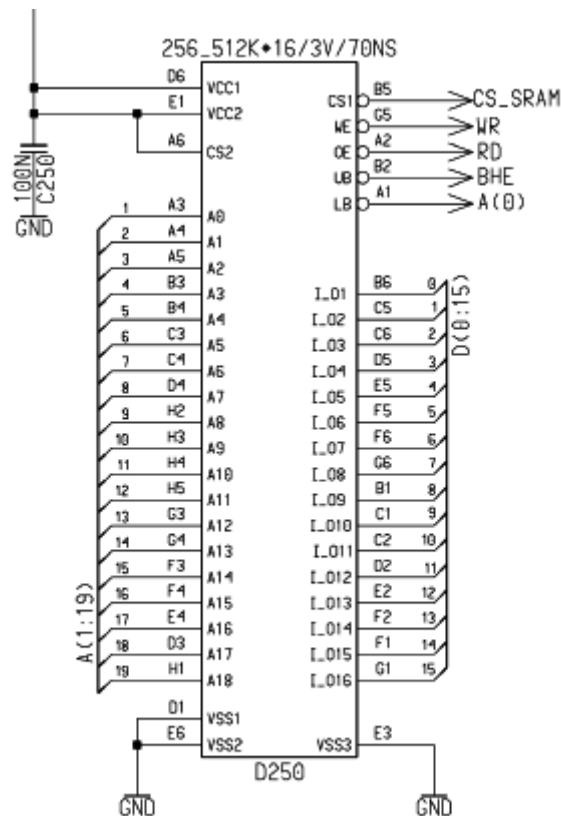 256_512K*16/3V/70NS
D6 VCC1
E1 VCC2
A6 CS2
CS1 B5 CS_SRAM
WE G5 WR
OE A2 RD
UB B2 BHE
LB A1 A(0)
100N
C250
GND
1 A3 A0
2 A4 A1
3 A5 A2
4 B3 A3
5 B4 A4
6 C3 A5
7 C4 A6
8 D4 A7
9 H2 A8
10 H3 A9
11 H4 A10
12 H5 A11
13 G3 A12
14 G4 A13
15 F3 A14
16 F4 A15
17 E4 A16
18 D3 A17
19 H1 A18
A(1:19)
I_O1 B6 0
I_O2 C5 1
I_O3 C6 2
I_O4 D5 3
I_O5 E5 4
I_O6 F5 5
I_O7 F6 6
I_O8 G6 7
I_O9 B1 8
I_O10 C1 9
I_O11 C2 10
I_O12 D2 11
I_O13 E2 12
I_O14 F2 13
I_O15 F1 14
I_O16 G1 15
D(0:15)
D1 VSS1
E6 VSS2
VSS3 E3
D250
GND
GND